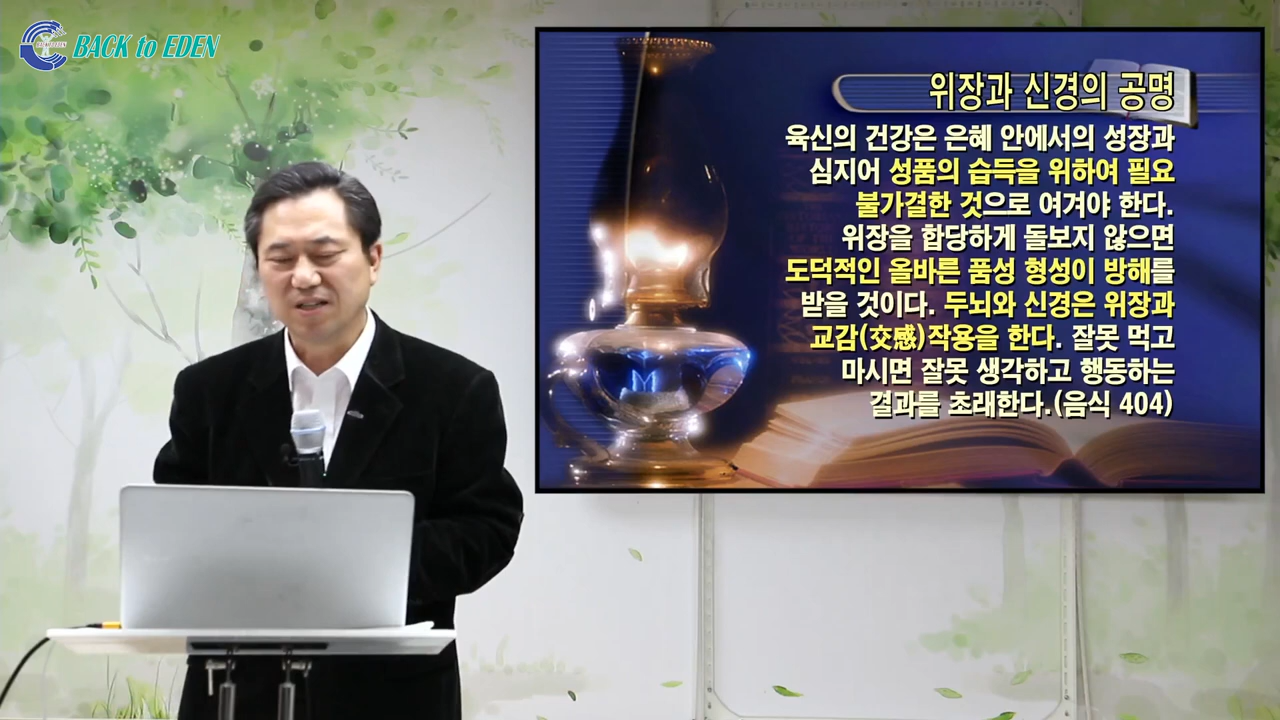 BACK to EDEN
위장과 신경의 공명
육신의 건강은 은혜 안에서의 성장과
심지어 성품의 습득을 위하여 필요
불가결한 것으로 여겨야 한다.
위장을 합당하게 돌보지 않으면
도덕적인 올바른 품성 형성이 방해를
받을 것이다. 두뇌와 신경은 위장과
교감(交感)작용을 한다. 잘못 먹고
마시면 잘못 생각하고 행동하는
결과를 초래한다.(음식 404)